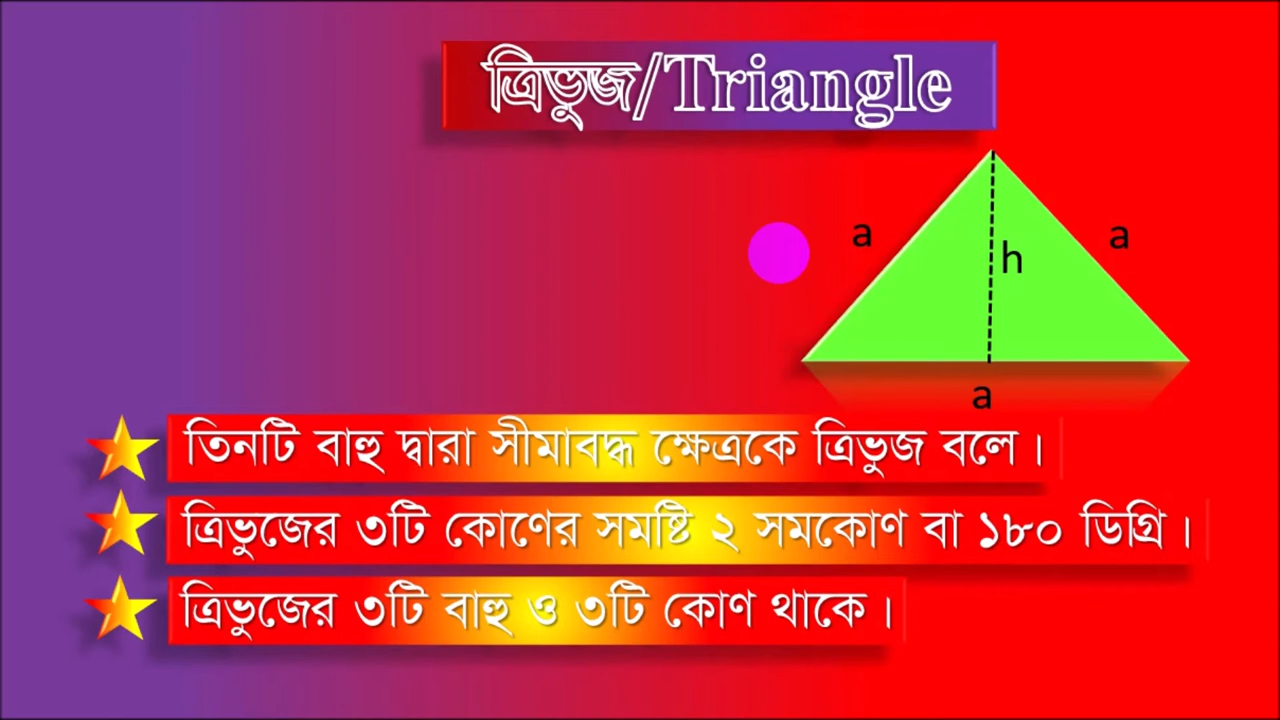 ত্রিভুজ/Triangle
a
a
h
a
তিনটি বাহু দ্বারা সীমাবদ্ধ ক্ষেত্রকে ত্রিভুজ বলে।
ত্রিভুজের ৩টি কোণের সমষ্টি ২ সমকোণ বা ১৮০ ডিগ্রি।
ত্রিভুজের ৩টি বাহু ও ৩টি কোণ থাকে।